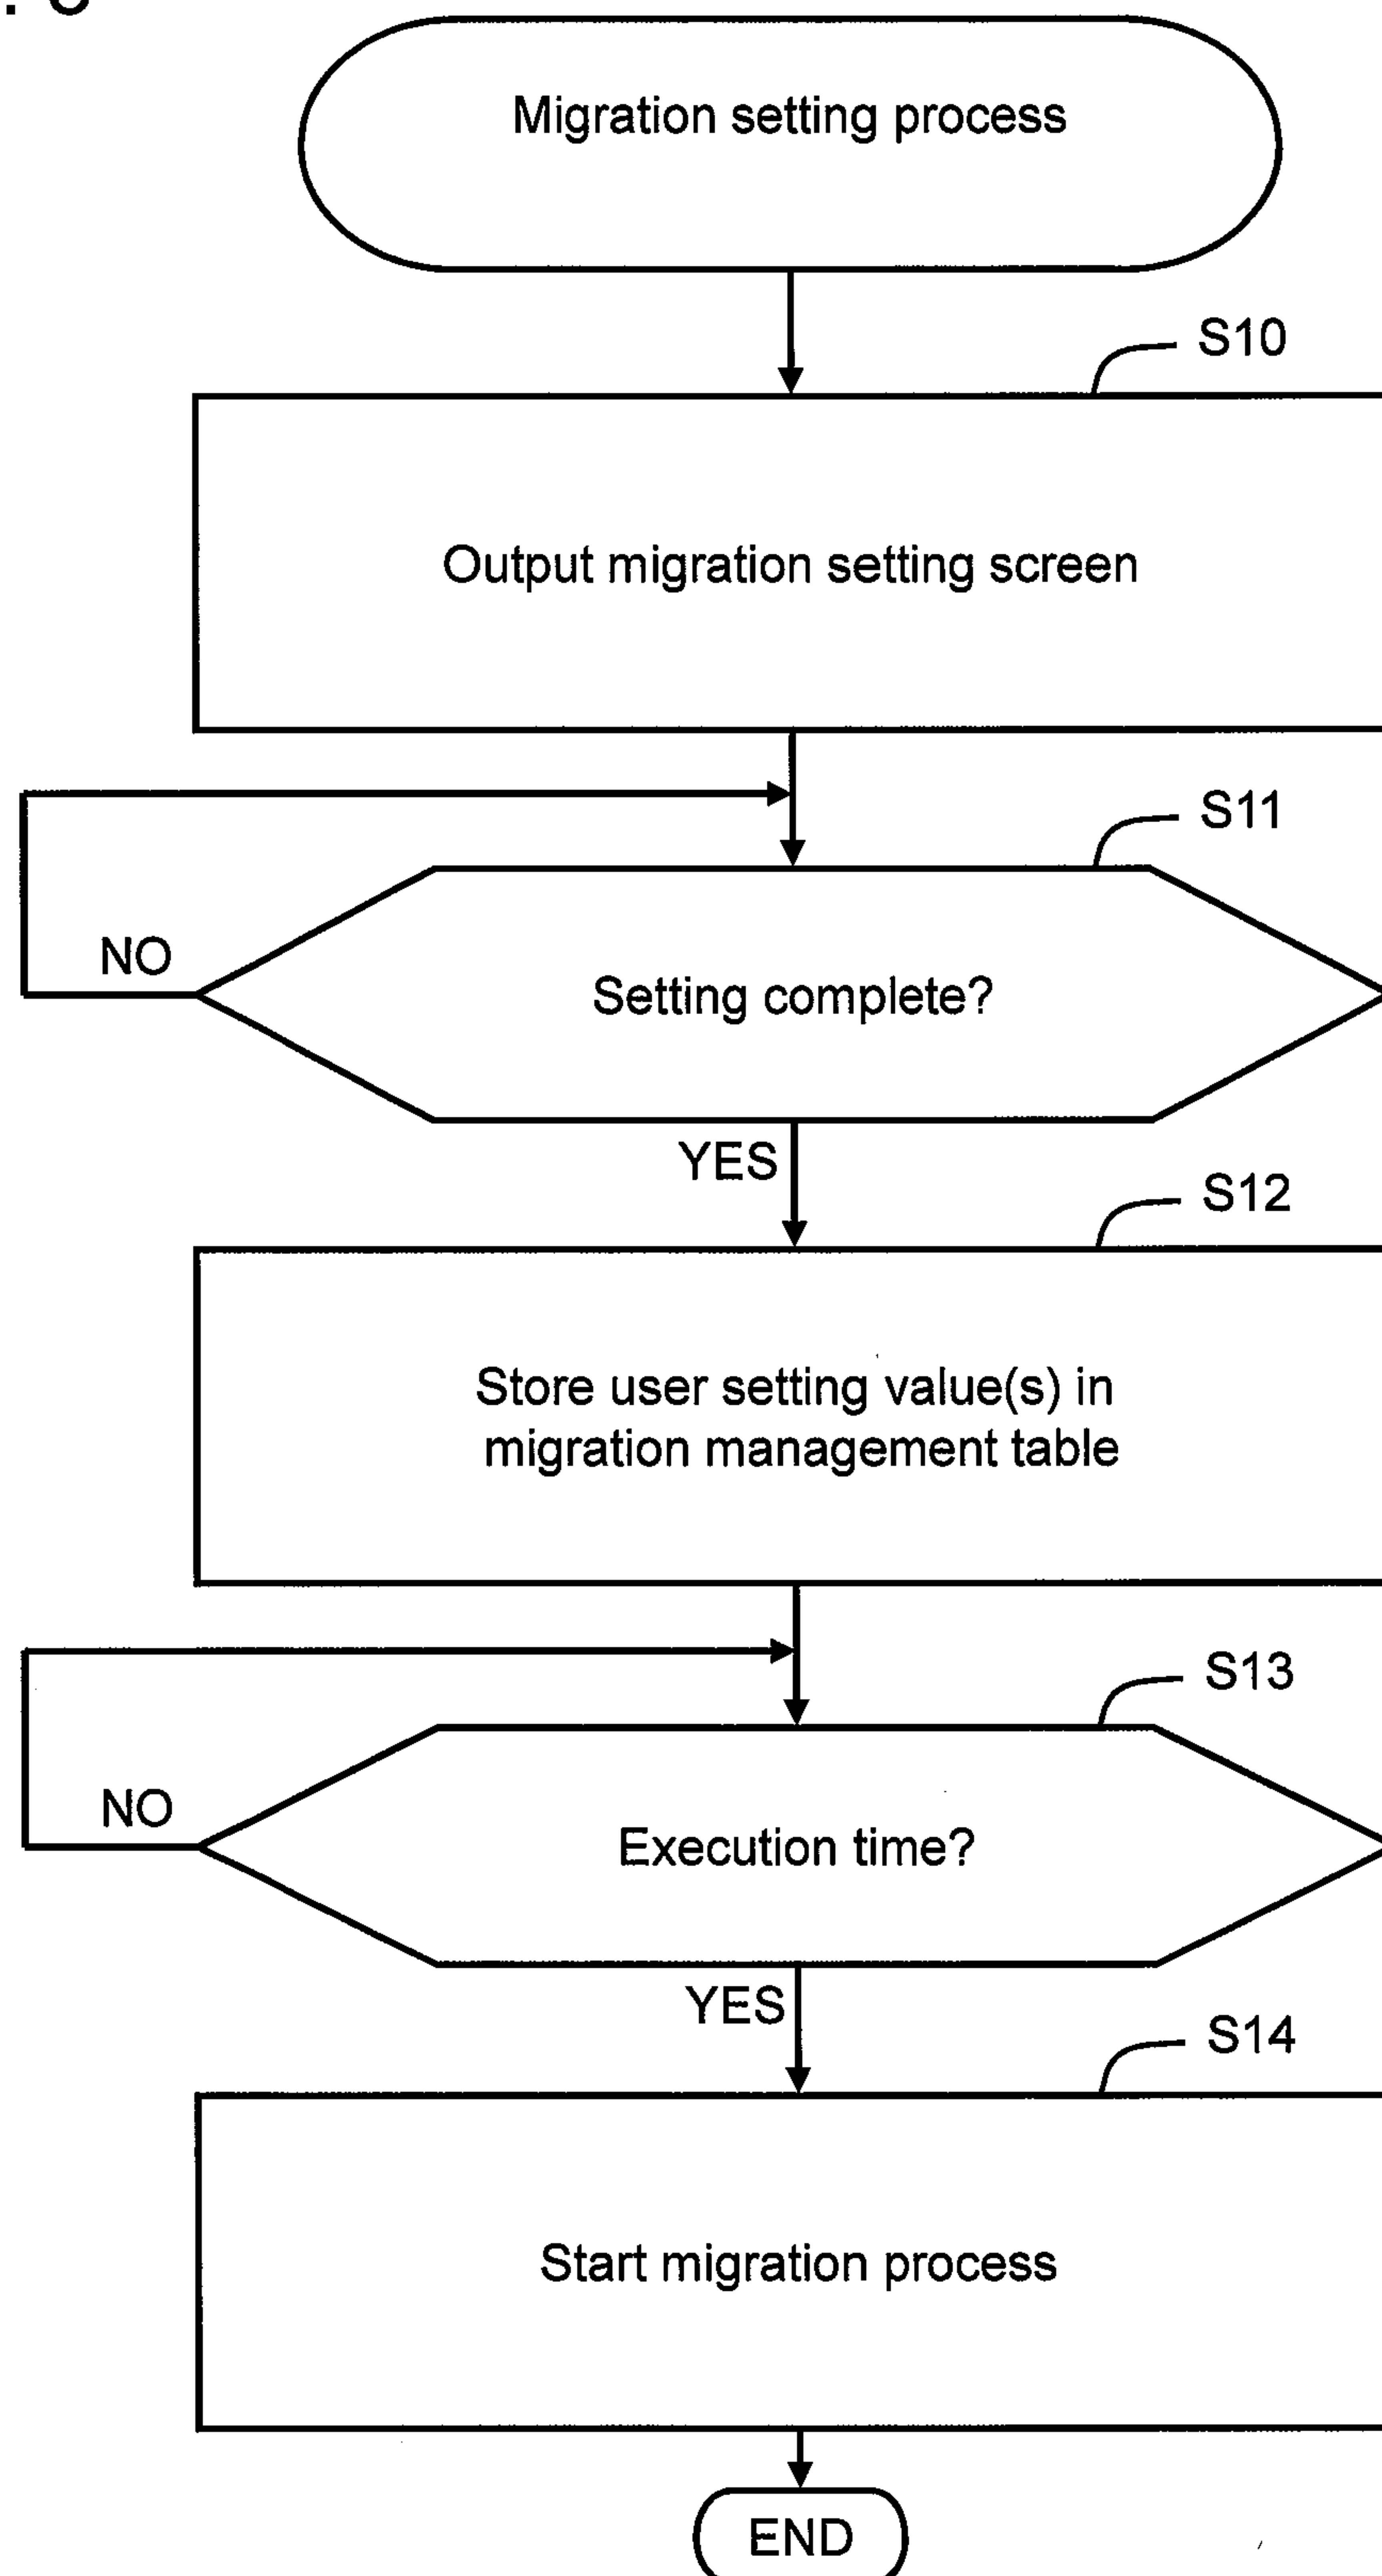 Migration setting process
S10
Output migration setting screen
S11
NO
Setting complete?
YES
S12
Store user setting value(s) in
migration management table
S13
NO
Execution time?
YES
S14
Start migration process
END